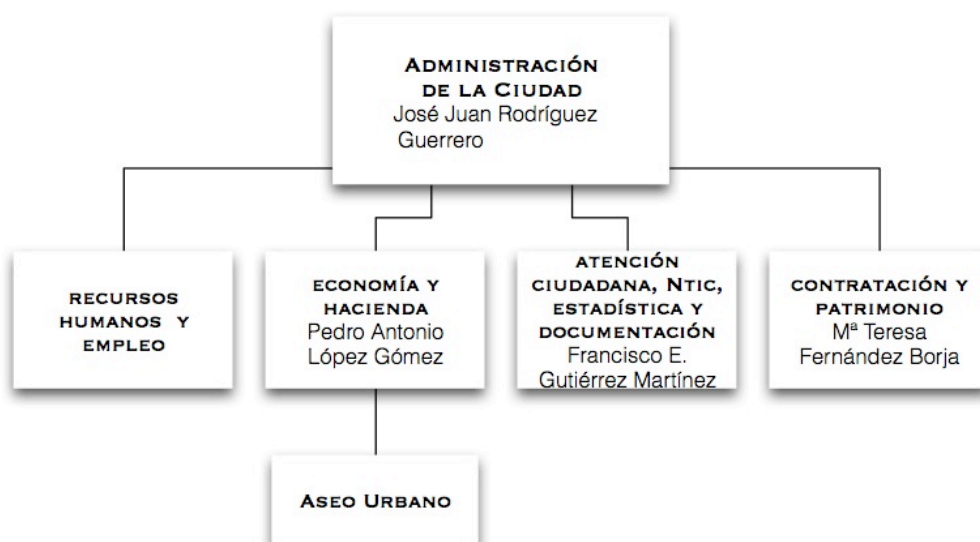 ADMINISTRACIÓN
DE LA CIUDAD
José Juan Rodríguez
Guerrero
RECURSOS
HUMANOS Y
EMPLEO
ECONOMÍA Y
HACIENDA
Pedro Antonio
López Gómez
ATENCIÓN
CIUDADANA, NTIC,
ESTADÍSTICA Y
DOCUMENTACIÓN
Francisco E.
Gutiérrez Martínez
CONTRATACIÓN Y
PATRIMONIO
Mª Teresa
Fernández Borja
ASEO URBANO